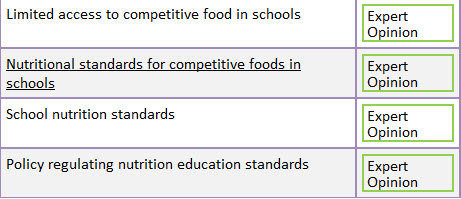 Limited access to competitive food in schools
Expert
Opinion
Nutritional standards for competitive foods in
schools
Expert
Opinion
School nutrition standards
Expert
Opinion
Policy regulating nutrition education standards
Expert
Opinion